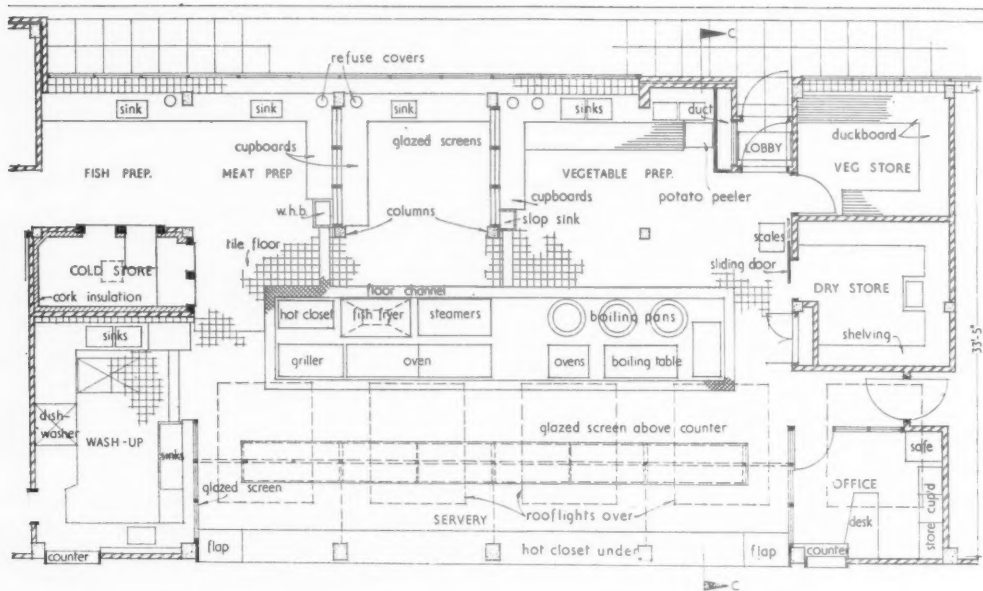 C
refuse covers
sink
sink
sink
sinks
duct
LOBBY
duckboard
VEG STORE
cupboards
glazed screens
FISH PREP.
MEAT PREP
VEGETABLE PREP.
cupboards
potato peeler
w.h.b.
columns
slop sink
scales
tile floor
sliding door
COLD STORE
cork insulation
floor channel
DRY STORE
hot closet
fish fryer
steamers
boiling pans
sinks
shelving
33'-5"
griller
oven
ovens
boiling table
dish-
washer
WASH-UP
sinks
glazed screen above counter
safe
glazed screen
OFFICE
cup'd
SERVERY
rooflights over
desk
store
counter
flap
hot closet under
flap
counter
C